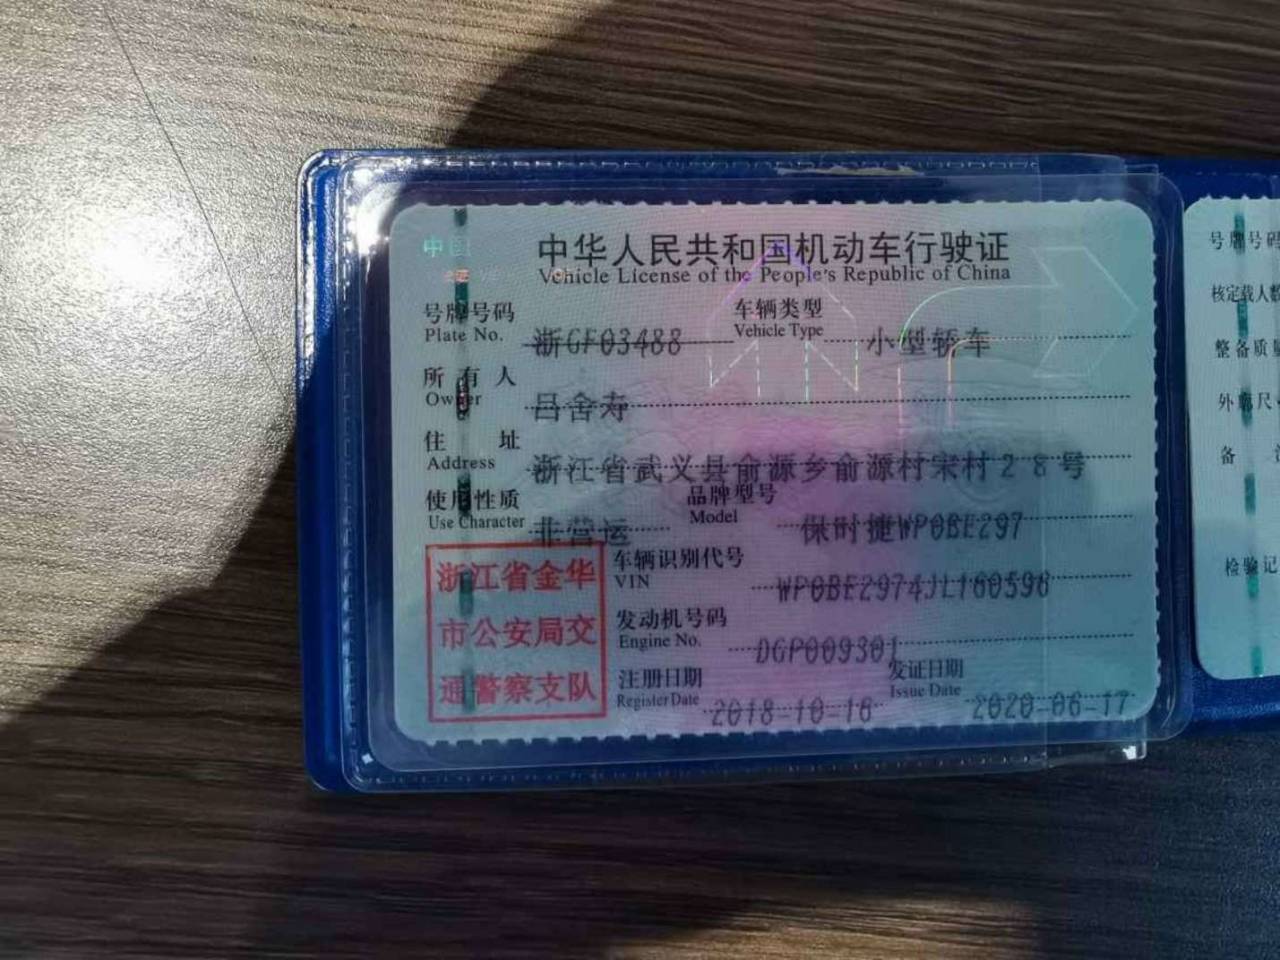 中国
中华人民共和国机动车行驶证
Vehicle License of the People's Republic of China
号牌号码 浙GF03488 车辆类型 小型轿车
Plate No. Vehicle Type
所有人 吕舍寿
Owner
住址 浙江省武义县俞源乡俞源村宋村28号
Address
使用性质 非营运 品牌型号 保时捷WP0BE297
Use Character Model
浙江省金华
市公安局交
通警察支队
车辆识别代号 WP0BE2974JL160596
VIN
发动机号码 DGP009301
Engine No.
注册日期 2018-10-16 发证日期 2020-06-17
Register Date Issue Date
号牌号码
核定载人数
整备质
外廓尺
备
检验记